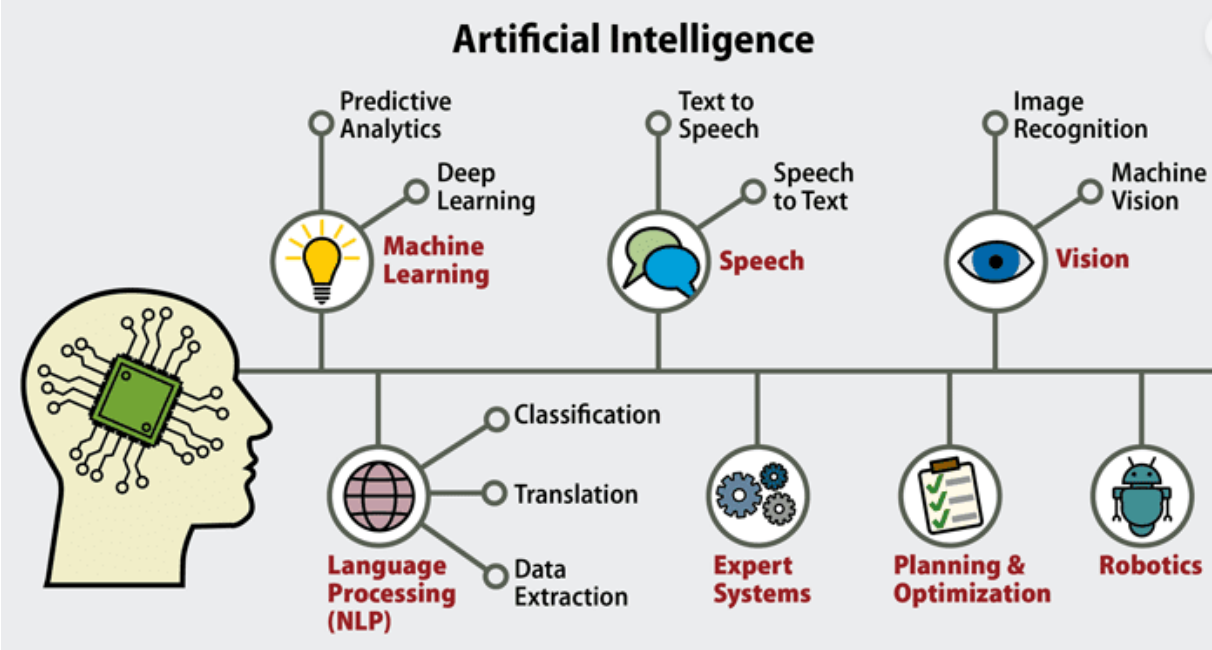 Artificial Intelligence
Predictive
Analytics
Deep
Learning
Machine
Learning
Text to
Speech
Speech
to Text
Speech
Image
Recognition
Machine
Vision
Vision
Classification
Translation
Data
Extraction
Language
Processing
(NLP)
Expert
Systems
Planning &
Optimization
Robotics